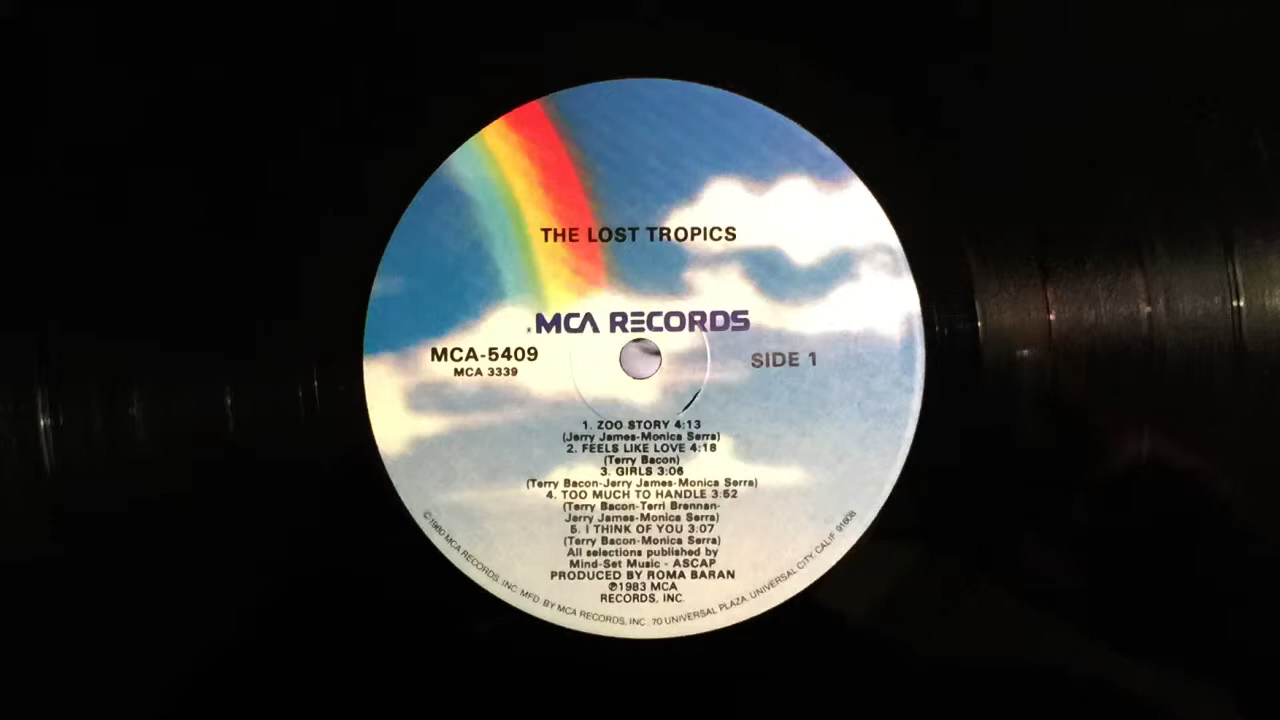 THE LOST TROPICS
MCA RECORDS
MCA-5409
MCA 3339
SIDE 1
1. ZOO STORY 4:13
(Jerry James-Monica Serra)
2. FEELS LIKE LOVE 4:18
(Terry Bacon)
3. GIRLS 3:06
(Terry Bacon-Jerry James-Monica Serra)
4. TOO MUCH TO HANDLE 3:52
(Terry Bacon-Terri Brennan-
Jerry James-Monica Serra)
5. I THINK OF YOU 3:07
(Terry Bacon-Monica Serra)
All selections published by
Mind-Set Music - ASCAP
PRODUCED BY ROMA BARAN
℗1983 MCA
RECORDS, INC.
©1980 MCA RECORDS, INC. MFD. BY MCA RECORDS, INC. 70 UNIVERSAL PLAZA, UNIVERSAL CITY, CALIF. 91608